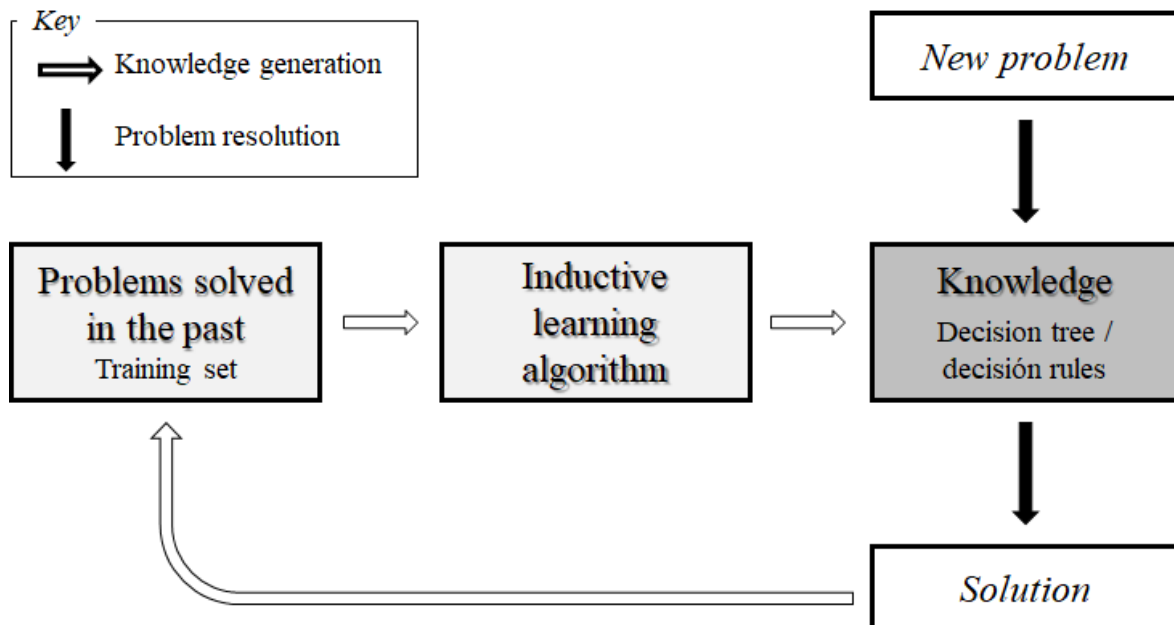 Key
Knowledge generation
Problem resolution
New problem
Problems solved
in the past
Training set
Inductive
learning
algorithm
Knowledge
Decision tree /
decisión rules
Solution